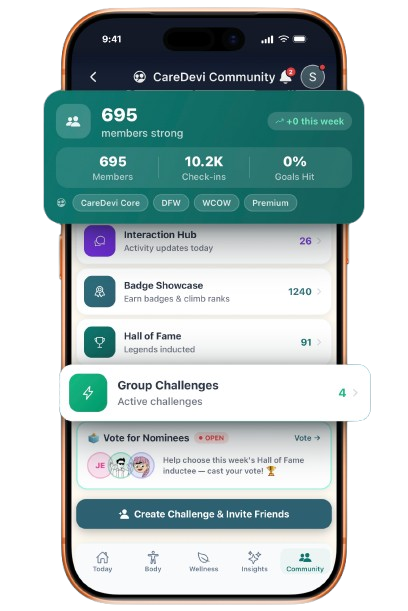 9:41
CareDevi Community
2
S
695
members strong
+0 this week
695
Members
10.2K
Check-ins
0%
Goals Hit
CareDevi Core
DFW
WCOW
Premium
Interaction Hub
Activity updates today
26
Badge Showcase
Earn badges & climb ranks
1240
Hall of Fame
Legends inducted
91
Group Challenges
Active challenges
4
Vote for Nominees
OPEN
Vote →
JE
Help choose this week's Hall of Fame
inductee — cast your vote! 🏆
Create Challenge & Invite Friends
Today
Body
Wellness
Insights
Community